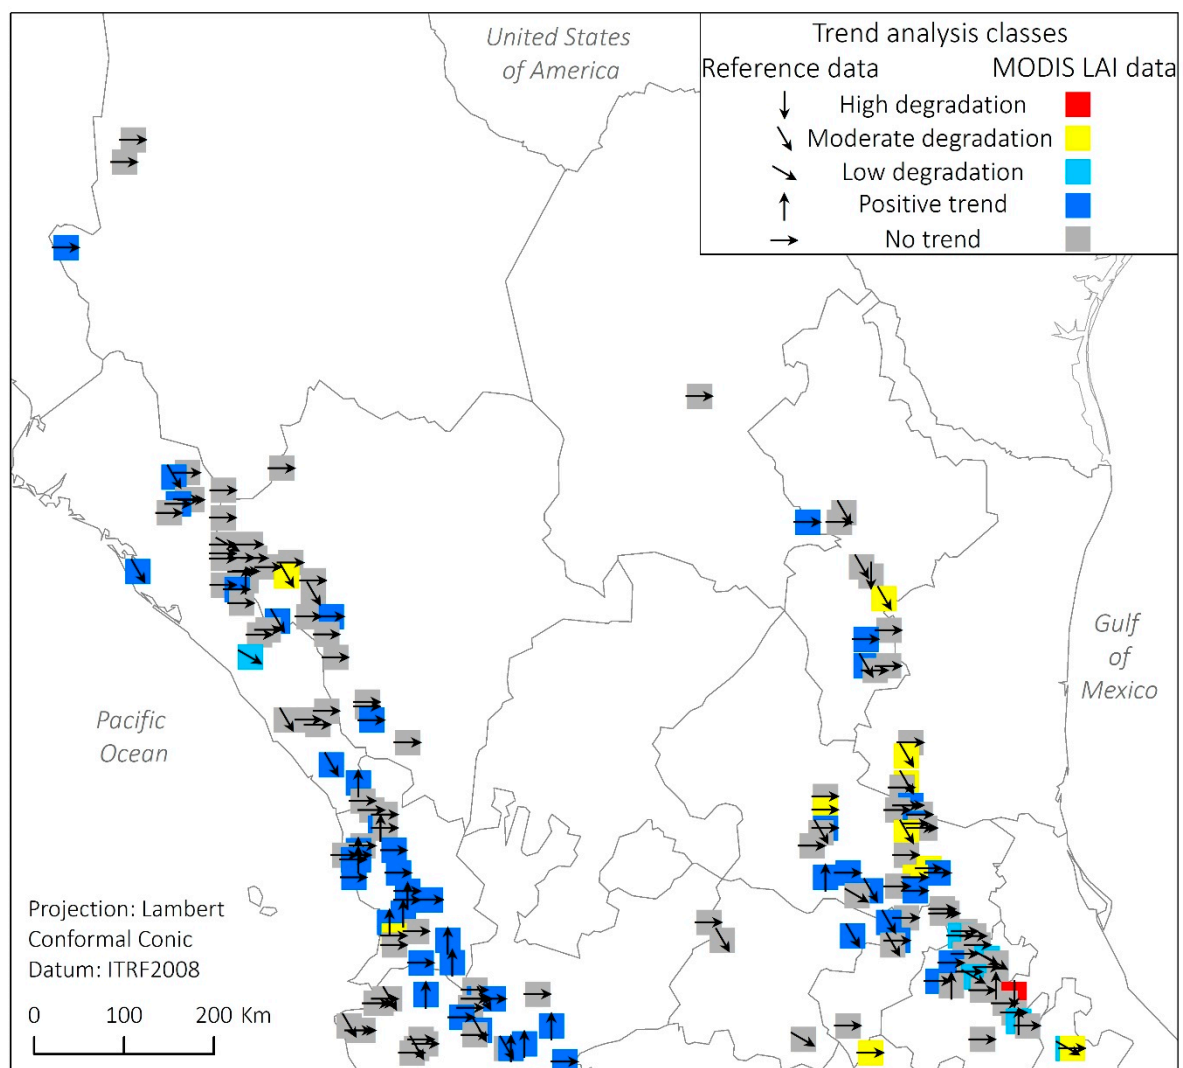 United States
of America
Trend analysis classes
Reference data MODIS LAI data
High degradation
Moderate degradation
Low degradation
Positive trend
No trend
Gulf
of
Mexico
Pacific
Ocean
Projection: Lambert
Conformal Conic
Datum: ITRF2008
0 100 200 Km